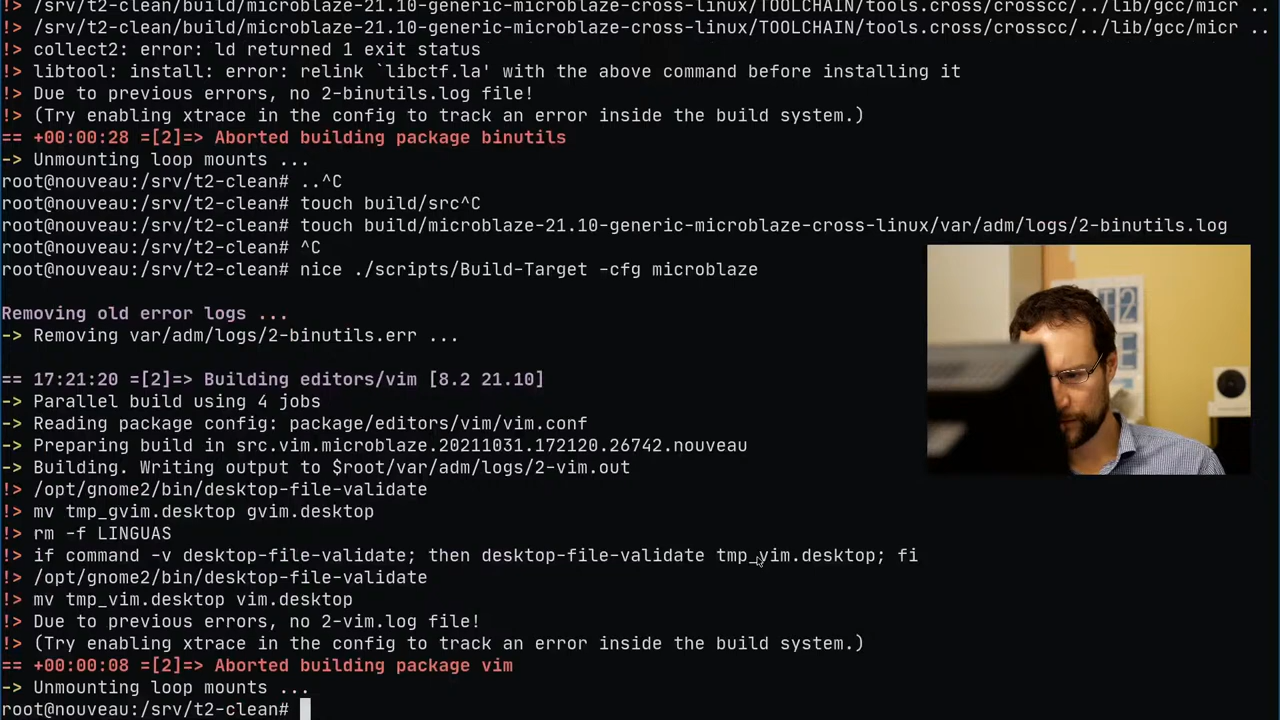 !> /srv/t2-clean/build/microblaze-21.10-generic-microblaze-cross-linux/TOOLCHAIN/tools.cross/crosscc/../lib/gcc/micr ..
!> /srv/t2-clean/build/microblaze-21.10-generic-microblaze-cross-linux/TOOLCHAIN/tools.cross/crosscc/../lib/gcc/micr ..
!> collect2: error: ld returned 1 exit status
!> libtool: install: error: relink `libctf.la' with the above command before installing it
!> Due to previous errors, no 2-binutils.log file!
!> (Try enabling xtrace in the config to track an error inside the build system.)
== +00:00:28 =[2]=> Aborted building package binutils
-> Unmounting loop mounts ...
root@nouveau:/srv/t2-clean# ..^C
root@nouveau:/srv/t2-clean# touch build/src^C
root@nouveau:/srv/t2-clean# touch build/microblaze-21.10-generic-microblaze-cross-linux/var/adm/logs/2-binutils.log
root@nouveau:/srv/t2-clean# ^C
root@nouveau:/srv/t2-clean# nice ./scripts/Build-Target -cfg microblaze
Removing old error logs ...
-> Removing var/adm/logs/2-binutils.err ...
== 17:21:20 =[2]=> Building editors/vim [8.2 21.10]
-> Parallel build using 4 jobs
-> Reading package config: package/editors/vim/vim.conf
-> Preparing build in src.vim.microblaze.20211031.172120.26742.nouveau
-> Building. Writing output to $root/var/adm/logs/2-vim.out
!> /opt/gnome2/bin/desktop-file-validate
!> mv tmp_gvim.desktop gvim.desktop
!> rm -f LINGUAS
!> if command -v desktop-file-validate; then desktop-file-validate tmp_vim.desktop; fi
!> /opt/gnome2/bin/desktop-file-validate
!> mv tmp_vim.desktop vim.desktop
!> Due to previous errors, no 2-vim.log file!
!> (Try enabling xtrace in the config to track an error inside the build system.)
== +00:00:08 =[2]=> Aborted building package vim
-> Unmounting loop mounts ...
root@nouveau:/srv/t2-clean#